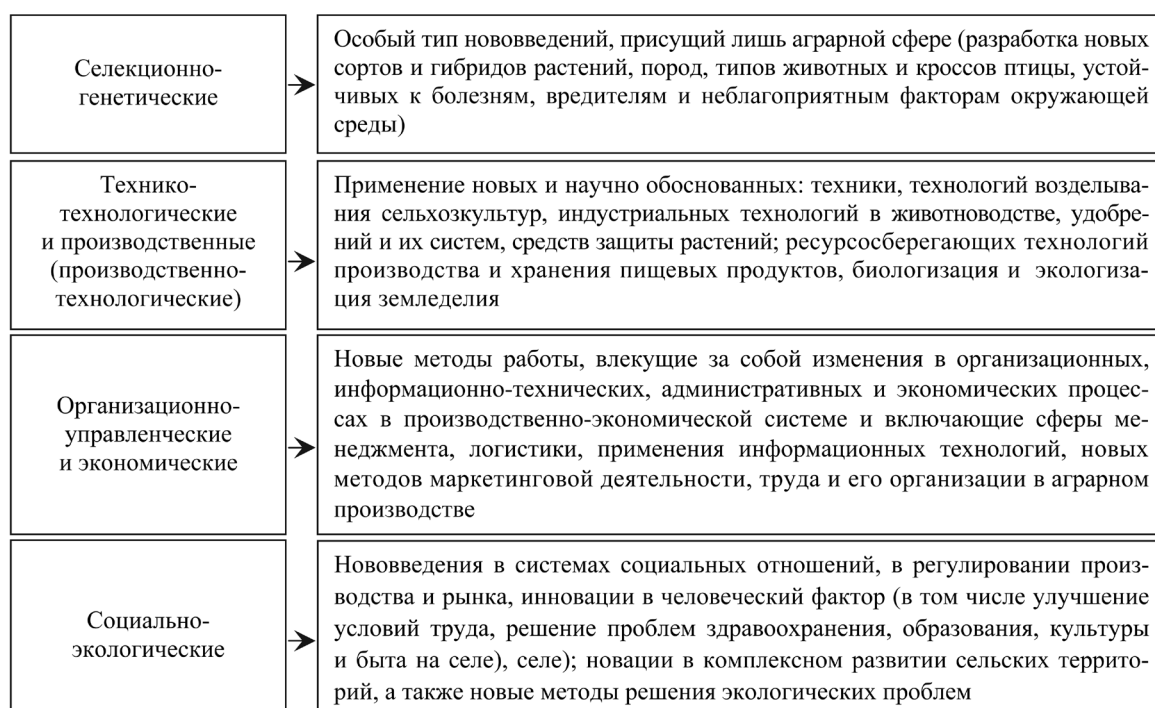 Селекционно-
генетические
Особый тип нововведений, присущий лишь аграрной сфере (разработка новых
сортов и гибридов растений, пород, типов животных и кроссов птицы, устой-
чивых к болезням, вредителям и неблагоприятным факторам окружающей
среды)
Технико-
технологические
и производственные
(производственно-
технологические)
Применение новых и научно обоснованных: техники, технологий возделыва-
ния сельхозкультур, индустриальных технологий в животноводстве, удобре-
ний и их систем, средств защиты растений; ресурсосберегающих технологий
производства и хранения пищевых продуктов, биологизация и экологиза-
ция земледелия
Организационно-
управленческие
и экономические
Новые методы работы, влекущие за собой изменения в организационных,
информационно-технических, административных и экономических процес-
сах в производственно-экономической системе и включающие сферы ме-
неджмента, логистики, применения информационных технологий, новых
методов маркетинговой деятельности, труда и его организации в аграрном
производстве
Социально-
экологические
Нововведения в системах социальных отношений, в регулировании произ-
водства и рынка, инновации в человеческий фактор (в том числе улучшение
условий труда, решение проблем здравоохранения, образования, культуры
и быта на селе), селе); новации в комплексном развитии сельских террито-
рий, а также новые методы решения экологических проблем